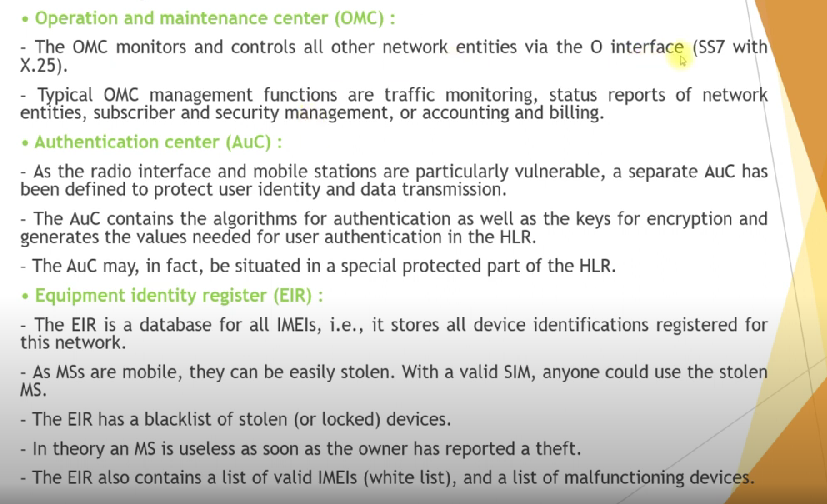 • Operation and maintenance center (OMC) :
- The OMC monitors and controls all other network entities via the O interface (SS7 with
X.25).
- Typical OMC management functions are traffic monitoring, status reports of network
entities, subscriber and security management, or accounting and billing.
• Authentication center (AuC) :
- As the radio interface and mobile stations are particularly vulnerable, a separate AuC has
been defined to protect user identity and data transmission.
- The AuC contains the algorithms for authentication as well as the keys for encryption and
generates the values needed for user authentication in the HLR.
- The AuC may, in fact, be situated in a special protected part of the HLR.
• Equipment identity register (EIR) :
- The EIR is a database for all IMEIs, i.e., it stores all device identifications registered for
this network.
- As MSs are mobile, they can be easily stolen. With a valid SIM, anyone could use the stolen
MS.
- The EIR has a blacklist of stolen (or locked) devices.
- In theory an MS is useless as soon as the owner has reported a theft.
- The EIR also contains a list of valid IMEIs (white list), and a list of malfunctioning devices.